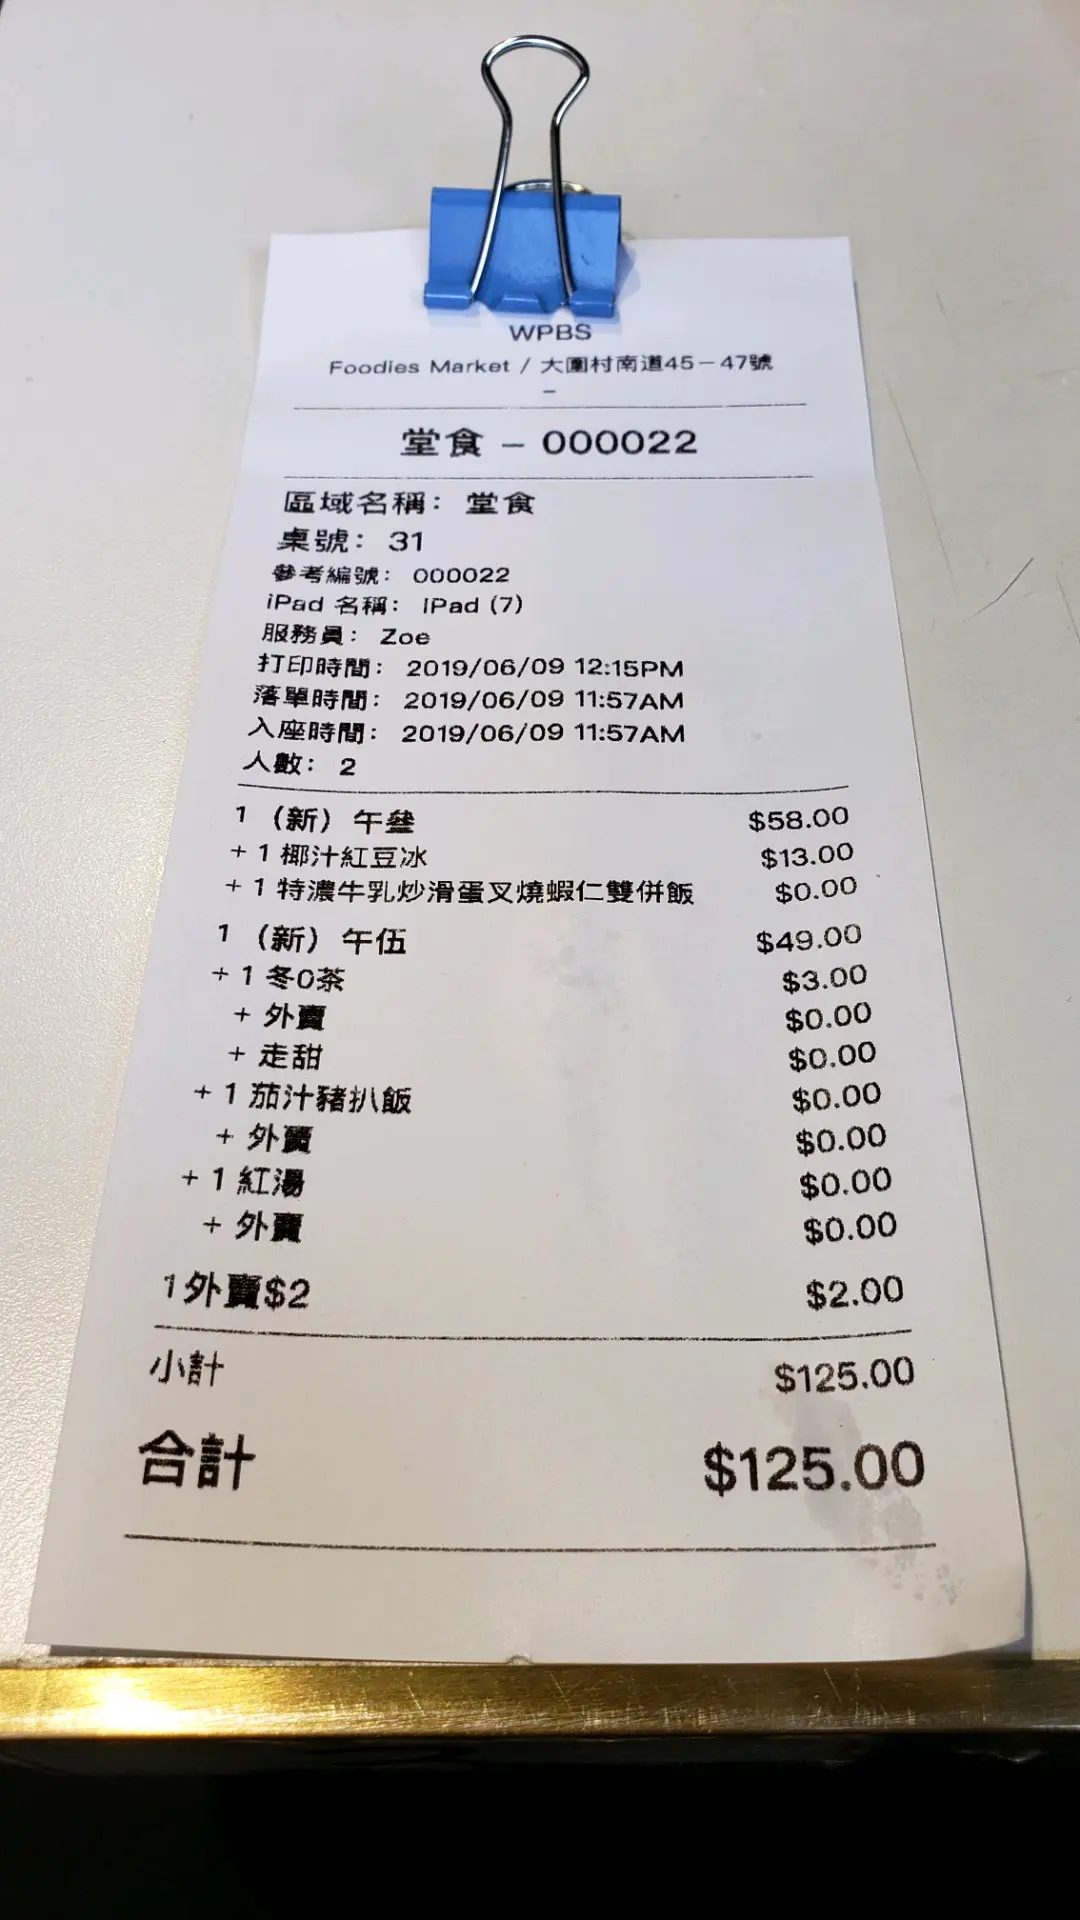 WPBS
Foodies Market / 大圍村南道45－47號
–
堂食 – 000022
區域名稱： 堂食
桌號： 31
參考編號： 000022
iPad 名稱： iPad (7)
服務員： Zoe
打印時間： 2019/06/09 12:15PM
落單時間： 2019/06/09 11:57AM
入座時間： 2019/06/09 11:57AM
人數： 2
1 （新）午叄 $58.00
+ 1 椰汁紅豆冰 $13.00
+ 1 特濃牛乳炒滑蛋叉燒蝦仁雙併飯 $0.00
1 （新）午伍 $49.00
+ 1 冬0茶 $3.00
+ 外賣 $0.00
+ 走甜 $0.00
+ 1 茄汁豬扒飯 $0.00
+ 外賣 $0.00
+ 1 紅湯 $0.00
+ 外賣 $0.00
1 外賣$2 $2.00
小計 $125.00
合計 $125.00